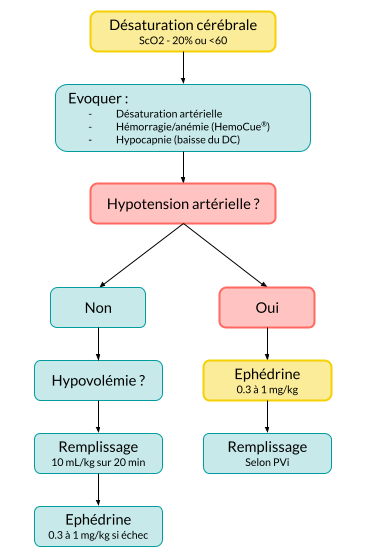 Désaturation cérébrale
ScO2 - 20% ou <60
Evoquer :
- Désaturation artérielle
- Hémorragie/anémie (HemoCue®)
- Hypocapnie (baisse du DC)
Hypotension artérielle ?
Non
Oui
Hypovolémie ?
Ephédrine
0.3 à 1 mg/kg
Remplissage
10 mL/kg sur 20 min
Remplissage
Selon PVi
Ephédrine
0.3 à 1 mg/kg si échec